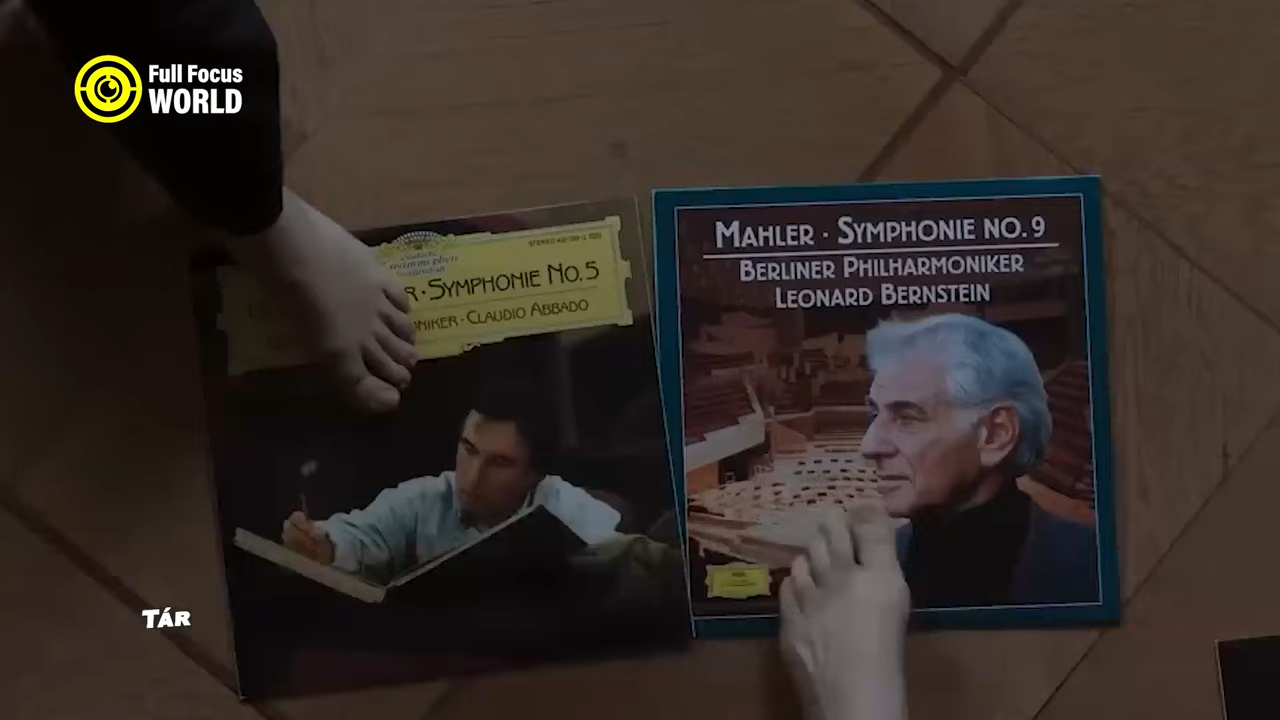 Full Focus
WORLD
R · SYMPHONIE NO. 5
NIKER · CLAUDIO ABBADO
MAHLER · SYMPHONIE NO. 9
BERLINER PHILHARMONIKER
LEONARD BERNSTEIN
TÁR